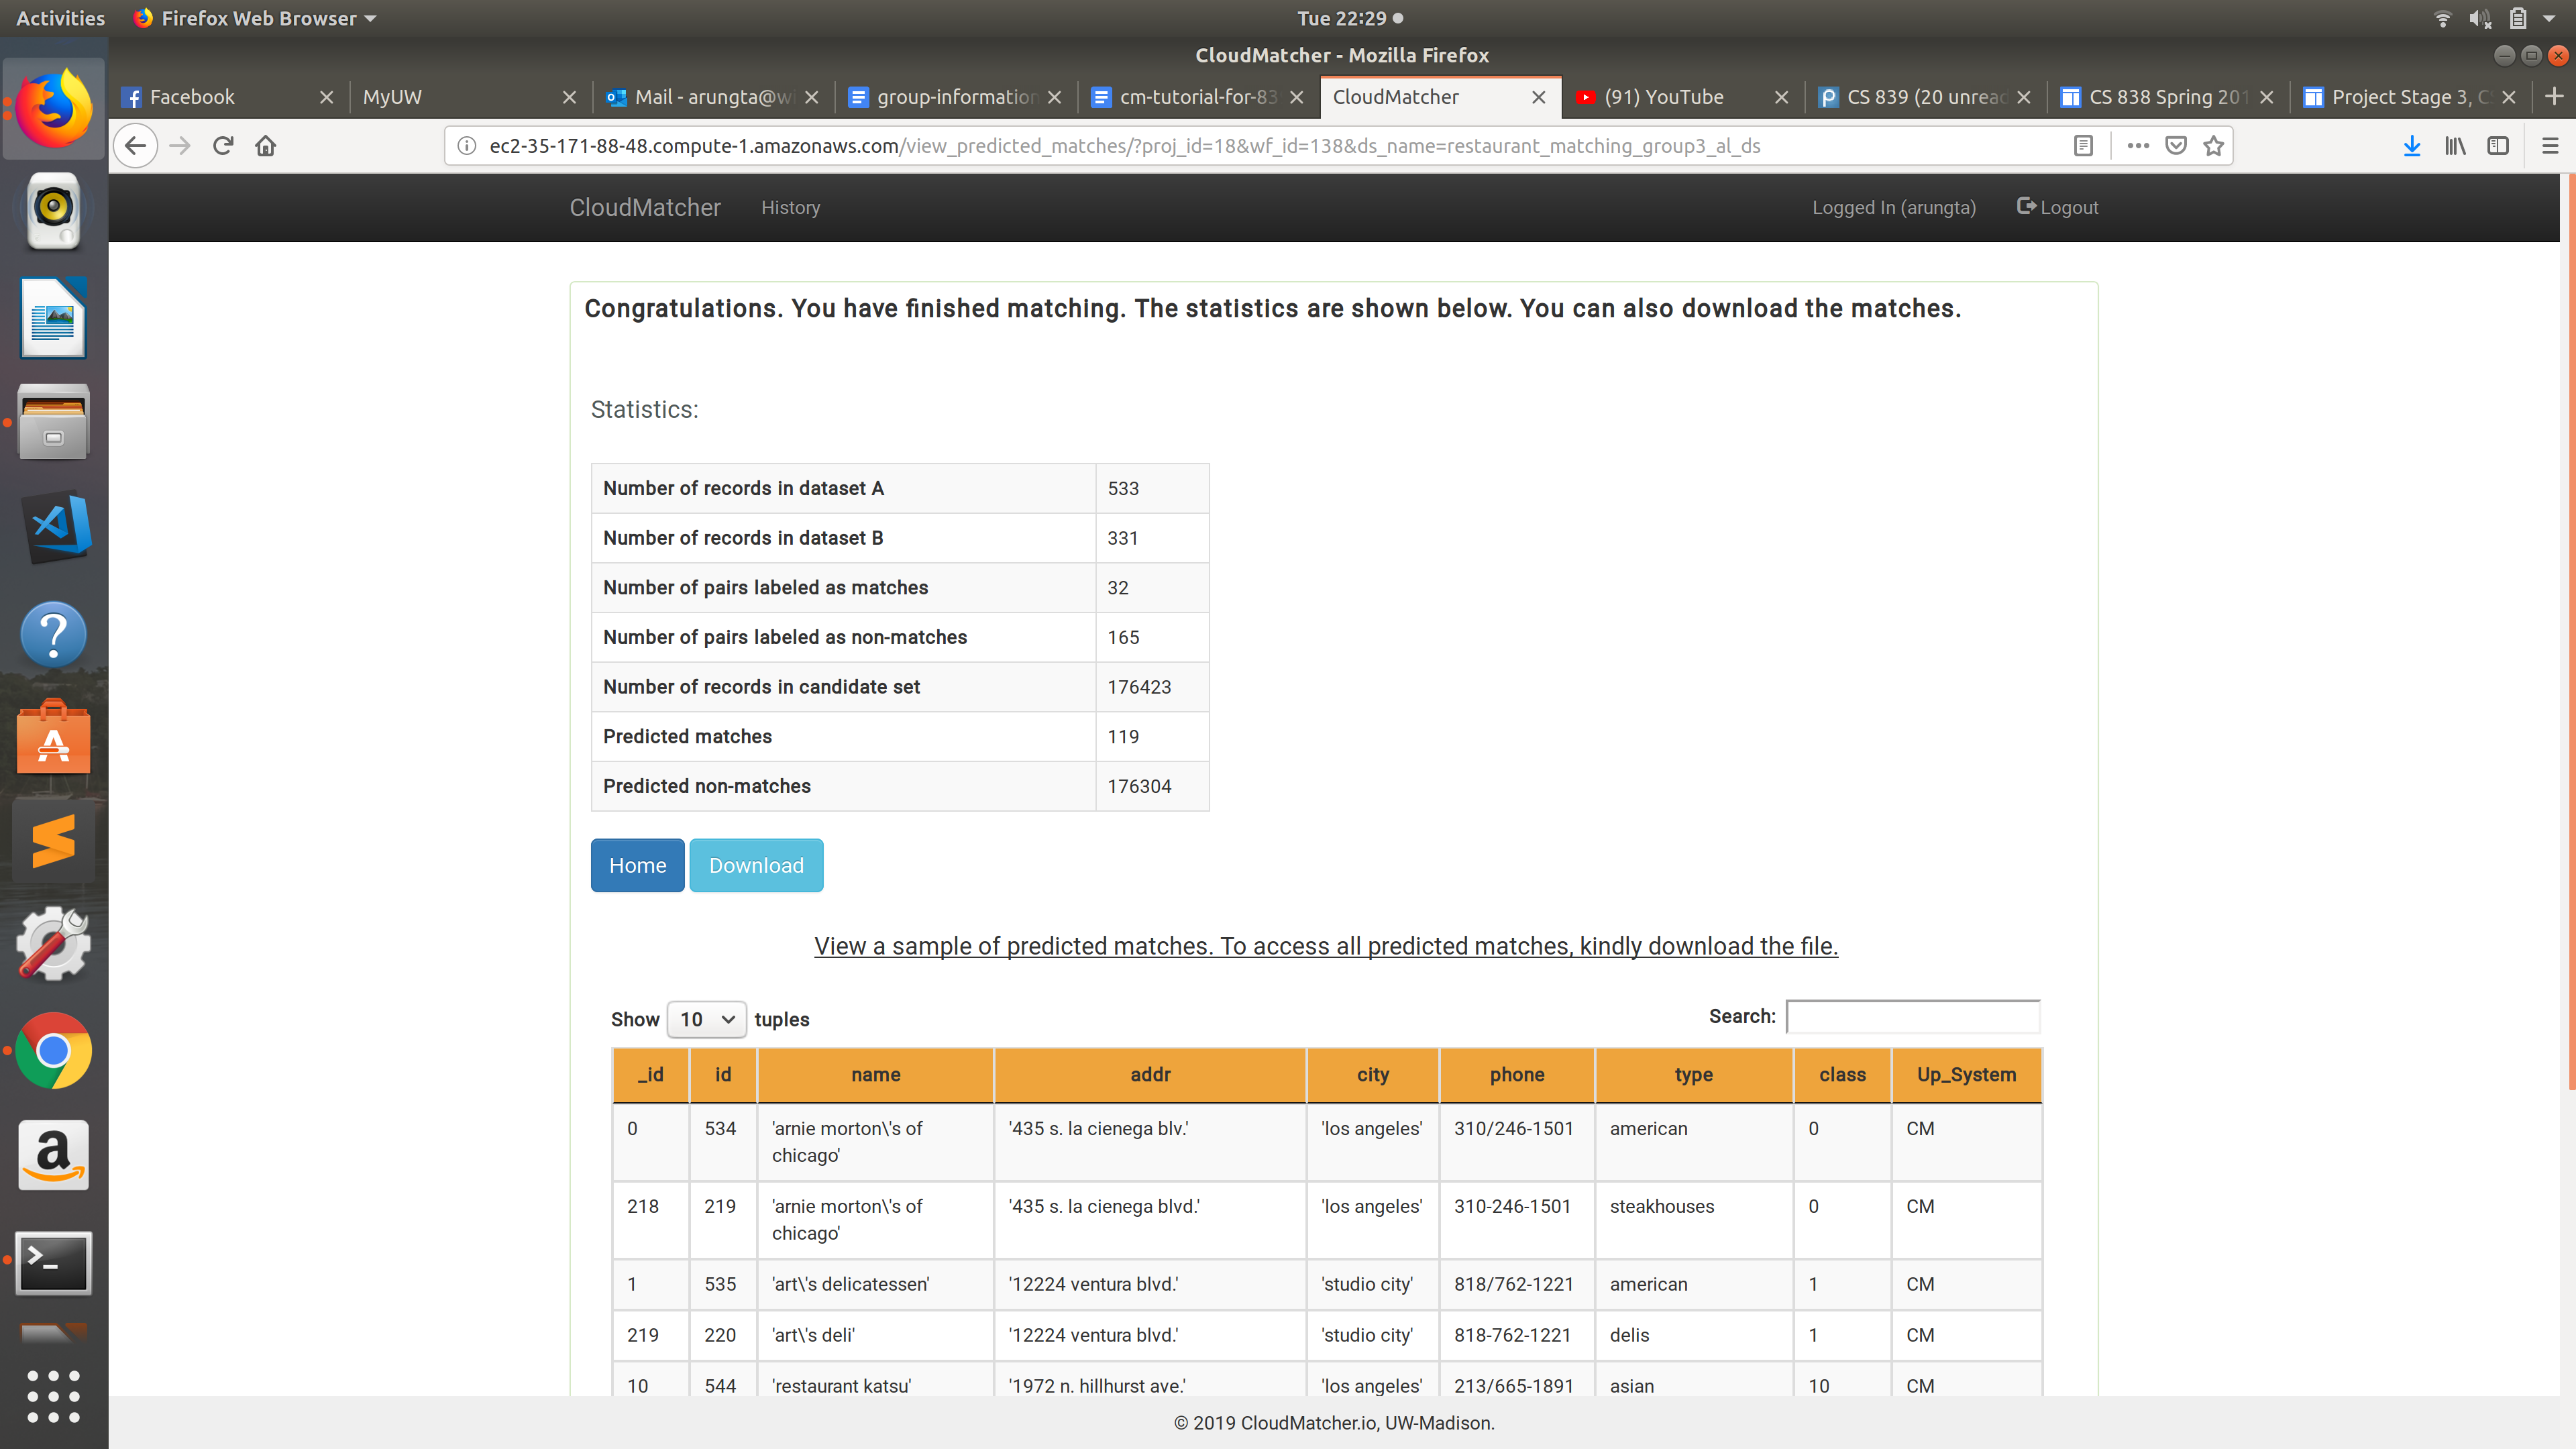 Activities Firefox Web Browser Tue 22:29
CloudMatcher - Mozilla Firefox
Facebook MyUW Mail - arungta@wi group-information cm-tutorial-for-83 CloudMatcher (91) YouTube CS 839 (20 unread CS 838 Spring 201 Project Stage 3, CS
ec2-35-171-88-48.compute-1.amazonaws.com/view_predicted_matches/?proj_id=18&wf_id=138&ds_name=restaurant_matching_group3_al_ds
CloudMatcher History Logged In (arungta) Logout
Congratulations. You have finished matching. The statistics are shown below. You can also download the matches.
Statistics:
Number of records in dataset A 533
Number of records in dataset B 331
Number of pairs labeled as matches 32
Number of pairs labeled as non-matches 165
Number of records in candidate set 176423
Predicted matches 119
Predicted non-matches 176304
Home Download
View a sample of predicted matches. To access all predicted matches, kindly download the file.
Show 10 tuples Search:
_id id name addr city phone type class Up_System
0 534 'arnie morton\'s of chicago' '435 s. la cienega blv.' 'los angeles' 310/246-1501 american 0 CM
218 219 'arnie morton\'s of chicago' '435 s. la cienega blvd.' 'los angeles' 310-246-1501 steakhouses 0 CM
1 535 'art\'s delicatessen' '12224 ventura blvd.' 'studio city' 818/762-1221 american 1 CM
219 220 'art\'s deli' '12224 ventura blvd.' 'studio city' 818-762-1221 delis 1 CM
10 544 'restaurant katsu' '1972 n. hillhurst ave.' 'los angeles' 213/665-1891 asian 10 CM
© 2019 CloudMatcher.io, UW-Madison.